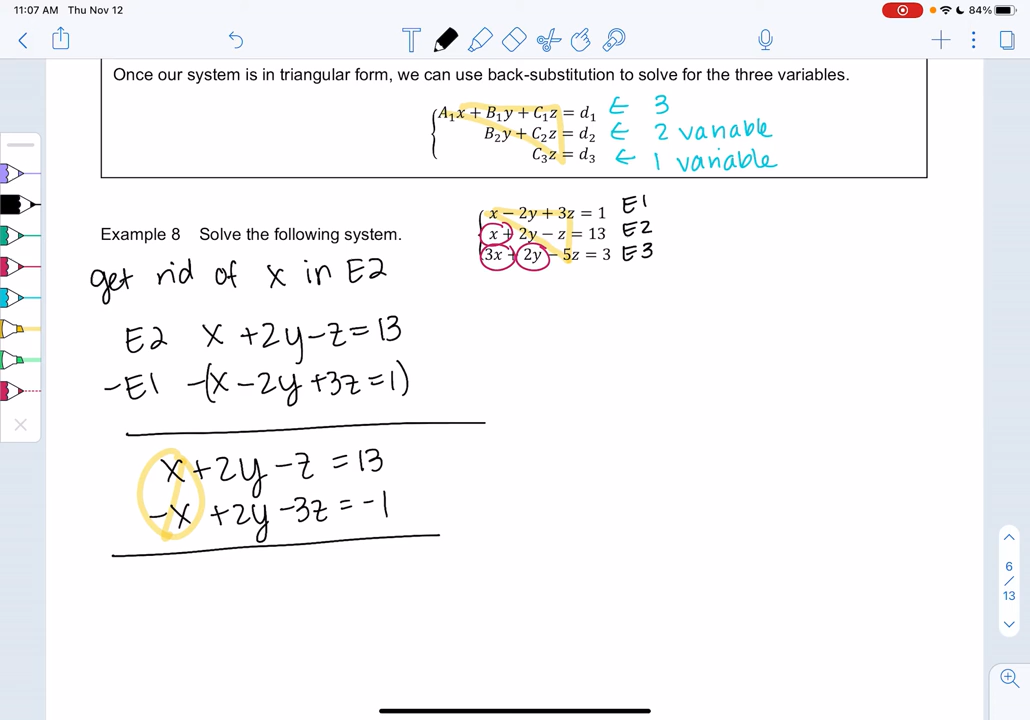 11:07 AM Thu Nov 12
84%
T
Once our system is in triangular form, we can use back-substitution to solve for the three variables.
A₁x + B₁y + C₁z = d₁ ← 3
B₂y + C₂z = d₂ ← 2 variable
C₃z = d₃ ← 1 variable
x − 2y + 3z = 1 E1
Example 8 Solve the following system. x + 2y − z = 13 E2
3x + 2y − 5z = 3 E3
get rid of x in E2
E2 x +2y -z = 13
-E1 -(x -2y +3z = 1)
x +2y -z = 13
-x +2y -3z = -1
6
/
13